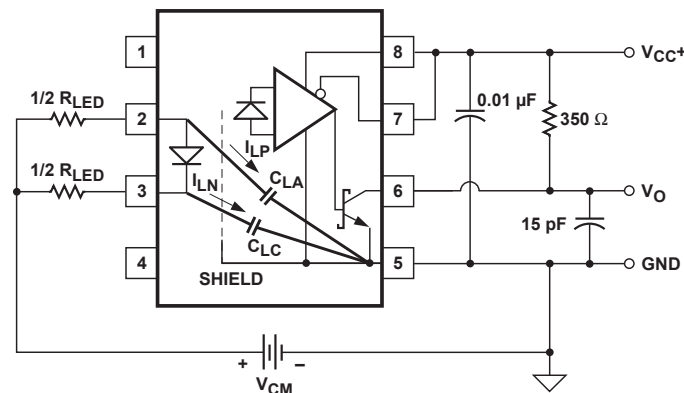 1
8
V_CC+
1/2 R_LED
0.01 µF
2
7
350 Ω
I_LP
1/2 R_LED
I_LN
C_LA
3
6
V_O
C_LC
15 pF
4
SHIELD
5
GND
+
–
V_CM